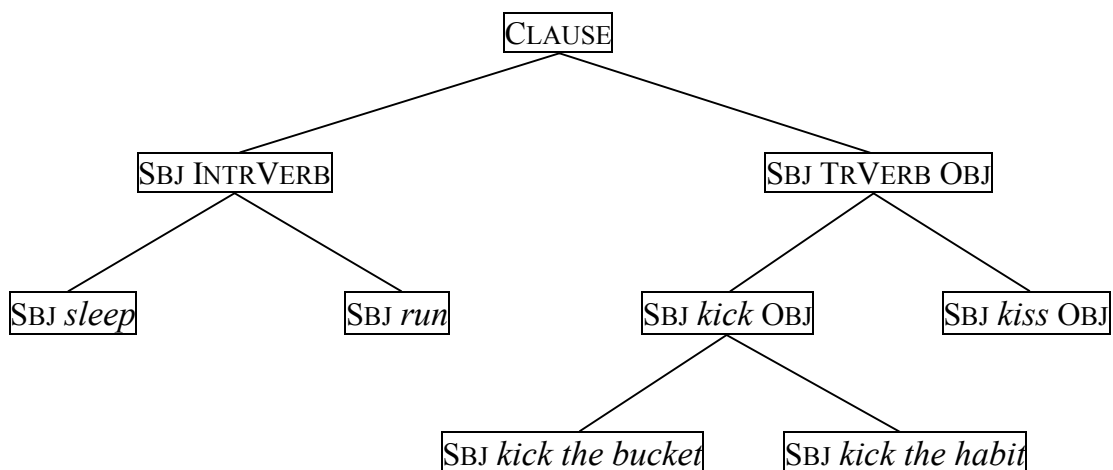 CLAUSE
SBJ INTRVERB
SBJ TRVERB OBJ
SBJ sleep
SBJ run
SBJ kick OBJ
SBJ kiss OBJ
SBJ kick the bucket
SBJ kick the habit